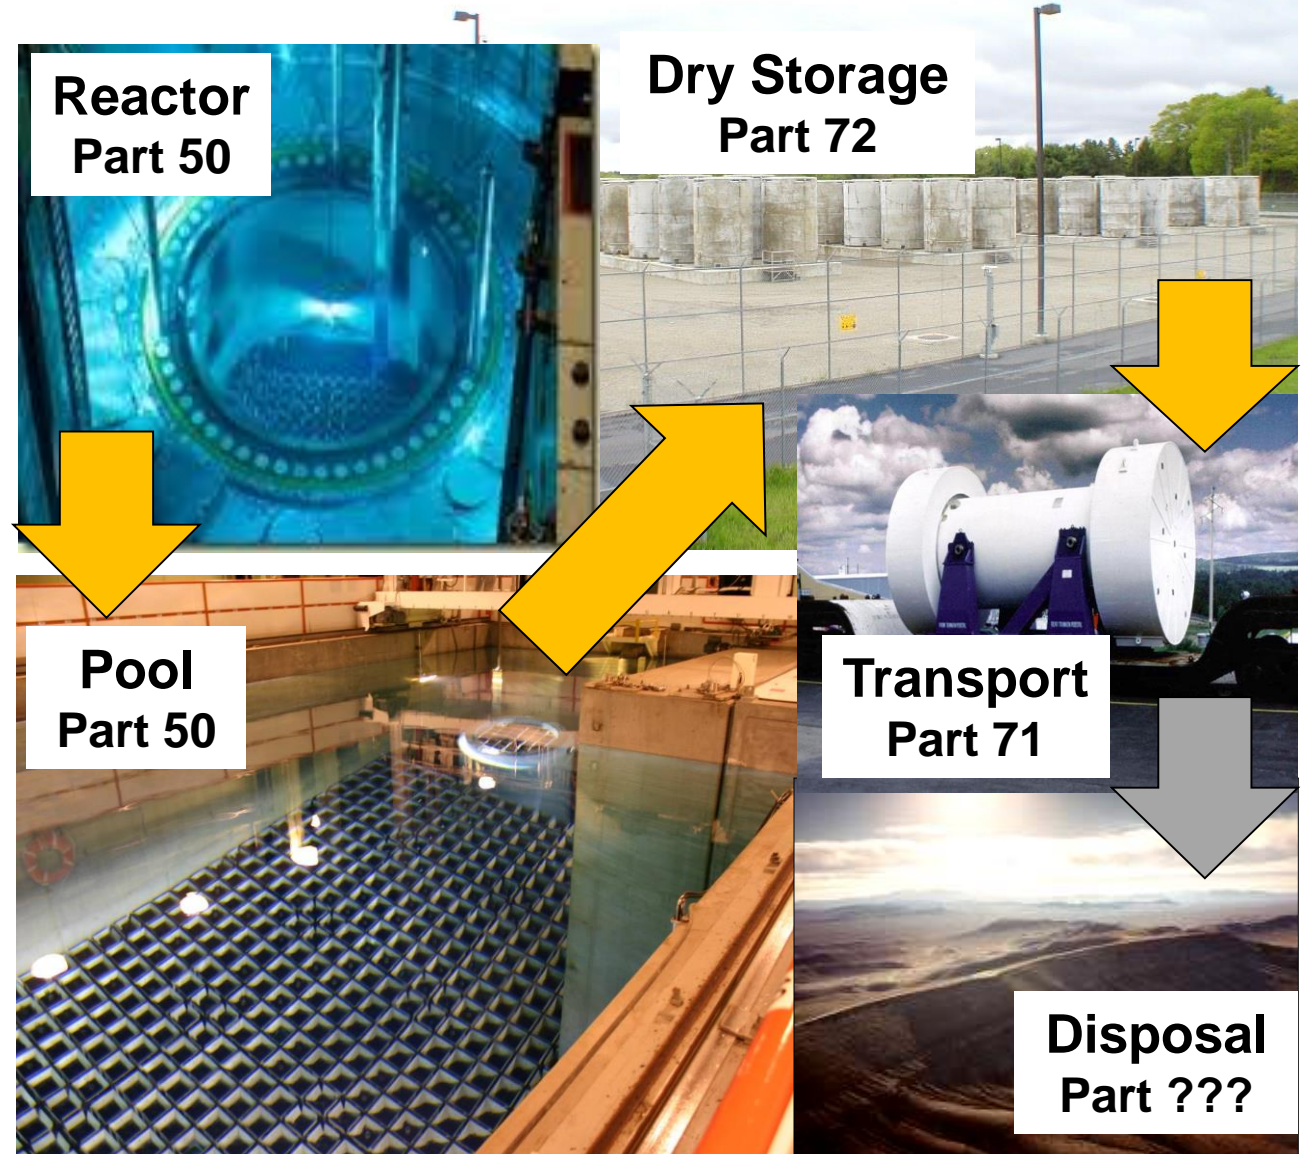 Reactor
Part 50
Dry Storage
Part 72
Pool
Part 50
Transport
Part 71
Disposal
Part ???